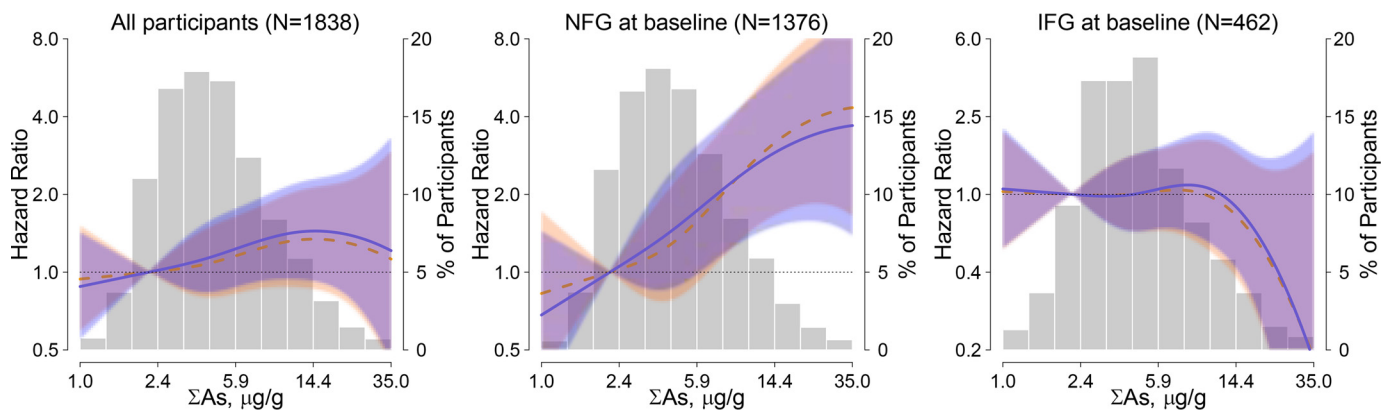 All participants (N=1838)
Hazard Ratio
8.0
4.0
2.0
1.0
0.5
20
15
10
5
0
% of Participants
1.0 2.4 5.9 14.4 35.0
ΣAs, μg/g
NFG at baseline (N=1376)
Hazard Ratio
8.0
4.0
2.0
1.0
0.5
20
15
10
5
0
% of Participants
1.0 2.4 5.9 14.4 35.0
ΣAs, μg/g
IFG at baseline (N=462)
Hazard Ratio
6.0
2.5
1.0
0.4
0.2
20
15
10
5
0
% of Participants
1.0 2.4 5.9 14.4 35.0
ΣAs, μg/g